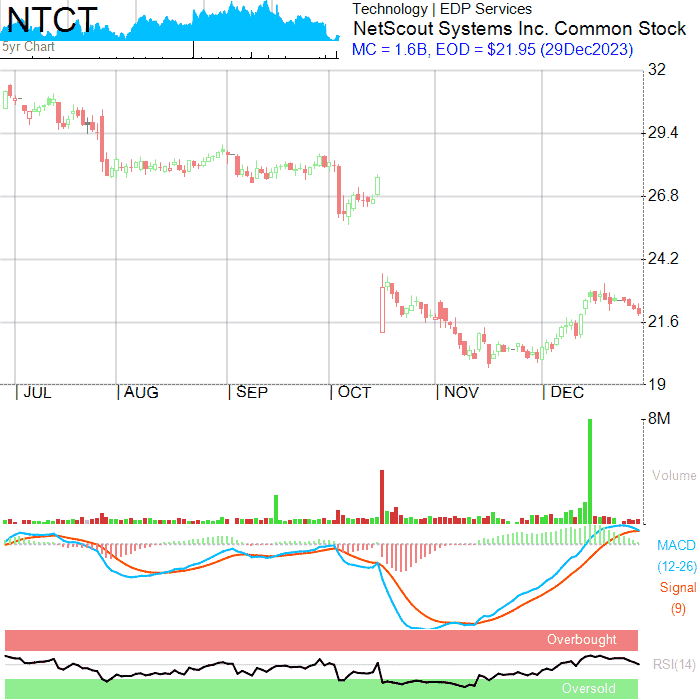 NTCT
5yr Chart
Technology | EDP Services
NetScout Systems Inc. Common Stock
MC = 1.6B, EOD = $21.95 (29Dec2023)
32
29.4
26.8
24.2
21.6
19
| JUL | AUG | SEP | OCT | NOV | DEC
8M
Volume
MACD
(12-26)
Signal
(9)
Overbought
RSI(14)
Oversold